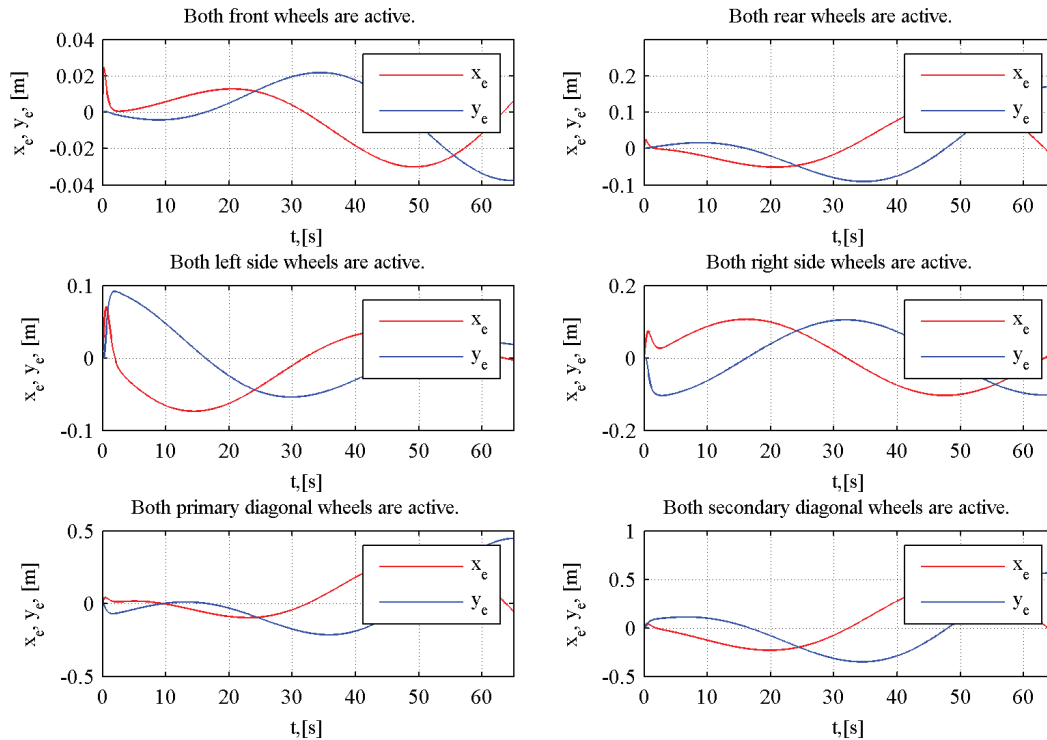 Both front wheels are active.
x_e, y_e, [m]
0.04
0.02
0
-0.02
-0.04
x_e
y_e
0 10 20 30 40 50 60
t,[s]
Both rear wheels are active.
x_e, y_e, [m]
0.2
0.1
0
-0.1
x_e
y_e
0 10 20 30 40 50 60
t,[s]
Both left side wheels are active.
x_e, y_e, [m]
0.1
0
-0.1
x_e
y_e
0 10 20 30 40 50 60
t,[s]
Both right side wheels are active.
x_e, y_e, [m]
0.2
0
-0.2
x_e
y_e
0 10 20 30 40 50 60
t,[s]
Both primary diagonal wheels are active.
x_e, y_e, [m]
0.5
0
-0.5
x_e
y_e
0 10 20 30 40 50 60
t,[s]
Both secondary diagonal wheels are active.
x_e, y_e, [m]
1
0.5
0
-0.5
x_e
y_e
0 10 20 30 40 50 60
t,[s]